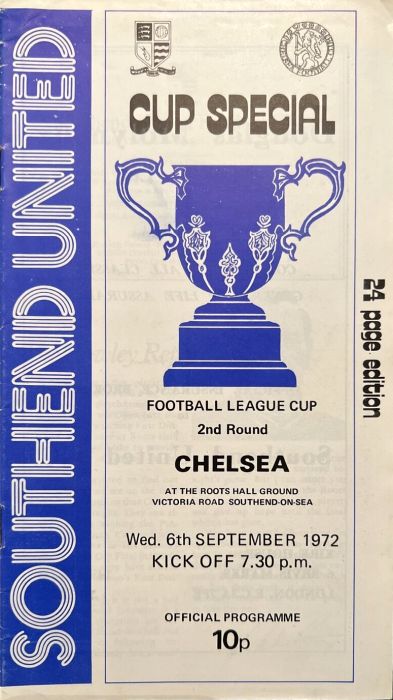 SOUTHEND UNITED
CUP SPECIAL
24 page edition
FOOTBALL LEAGUE CUP
2nd Round
CHELSEA
AT THE ROOTS HALL GROUND
VICTORIA ROAD SOUTHEND-ON-SEA
Wed. 6th SEPTEMBER 1972
KICK OFF 7.30 p.m.
OFFICIAL PROGRAMME
10p